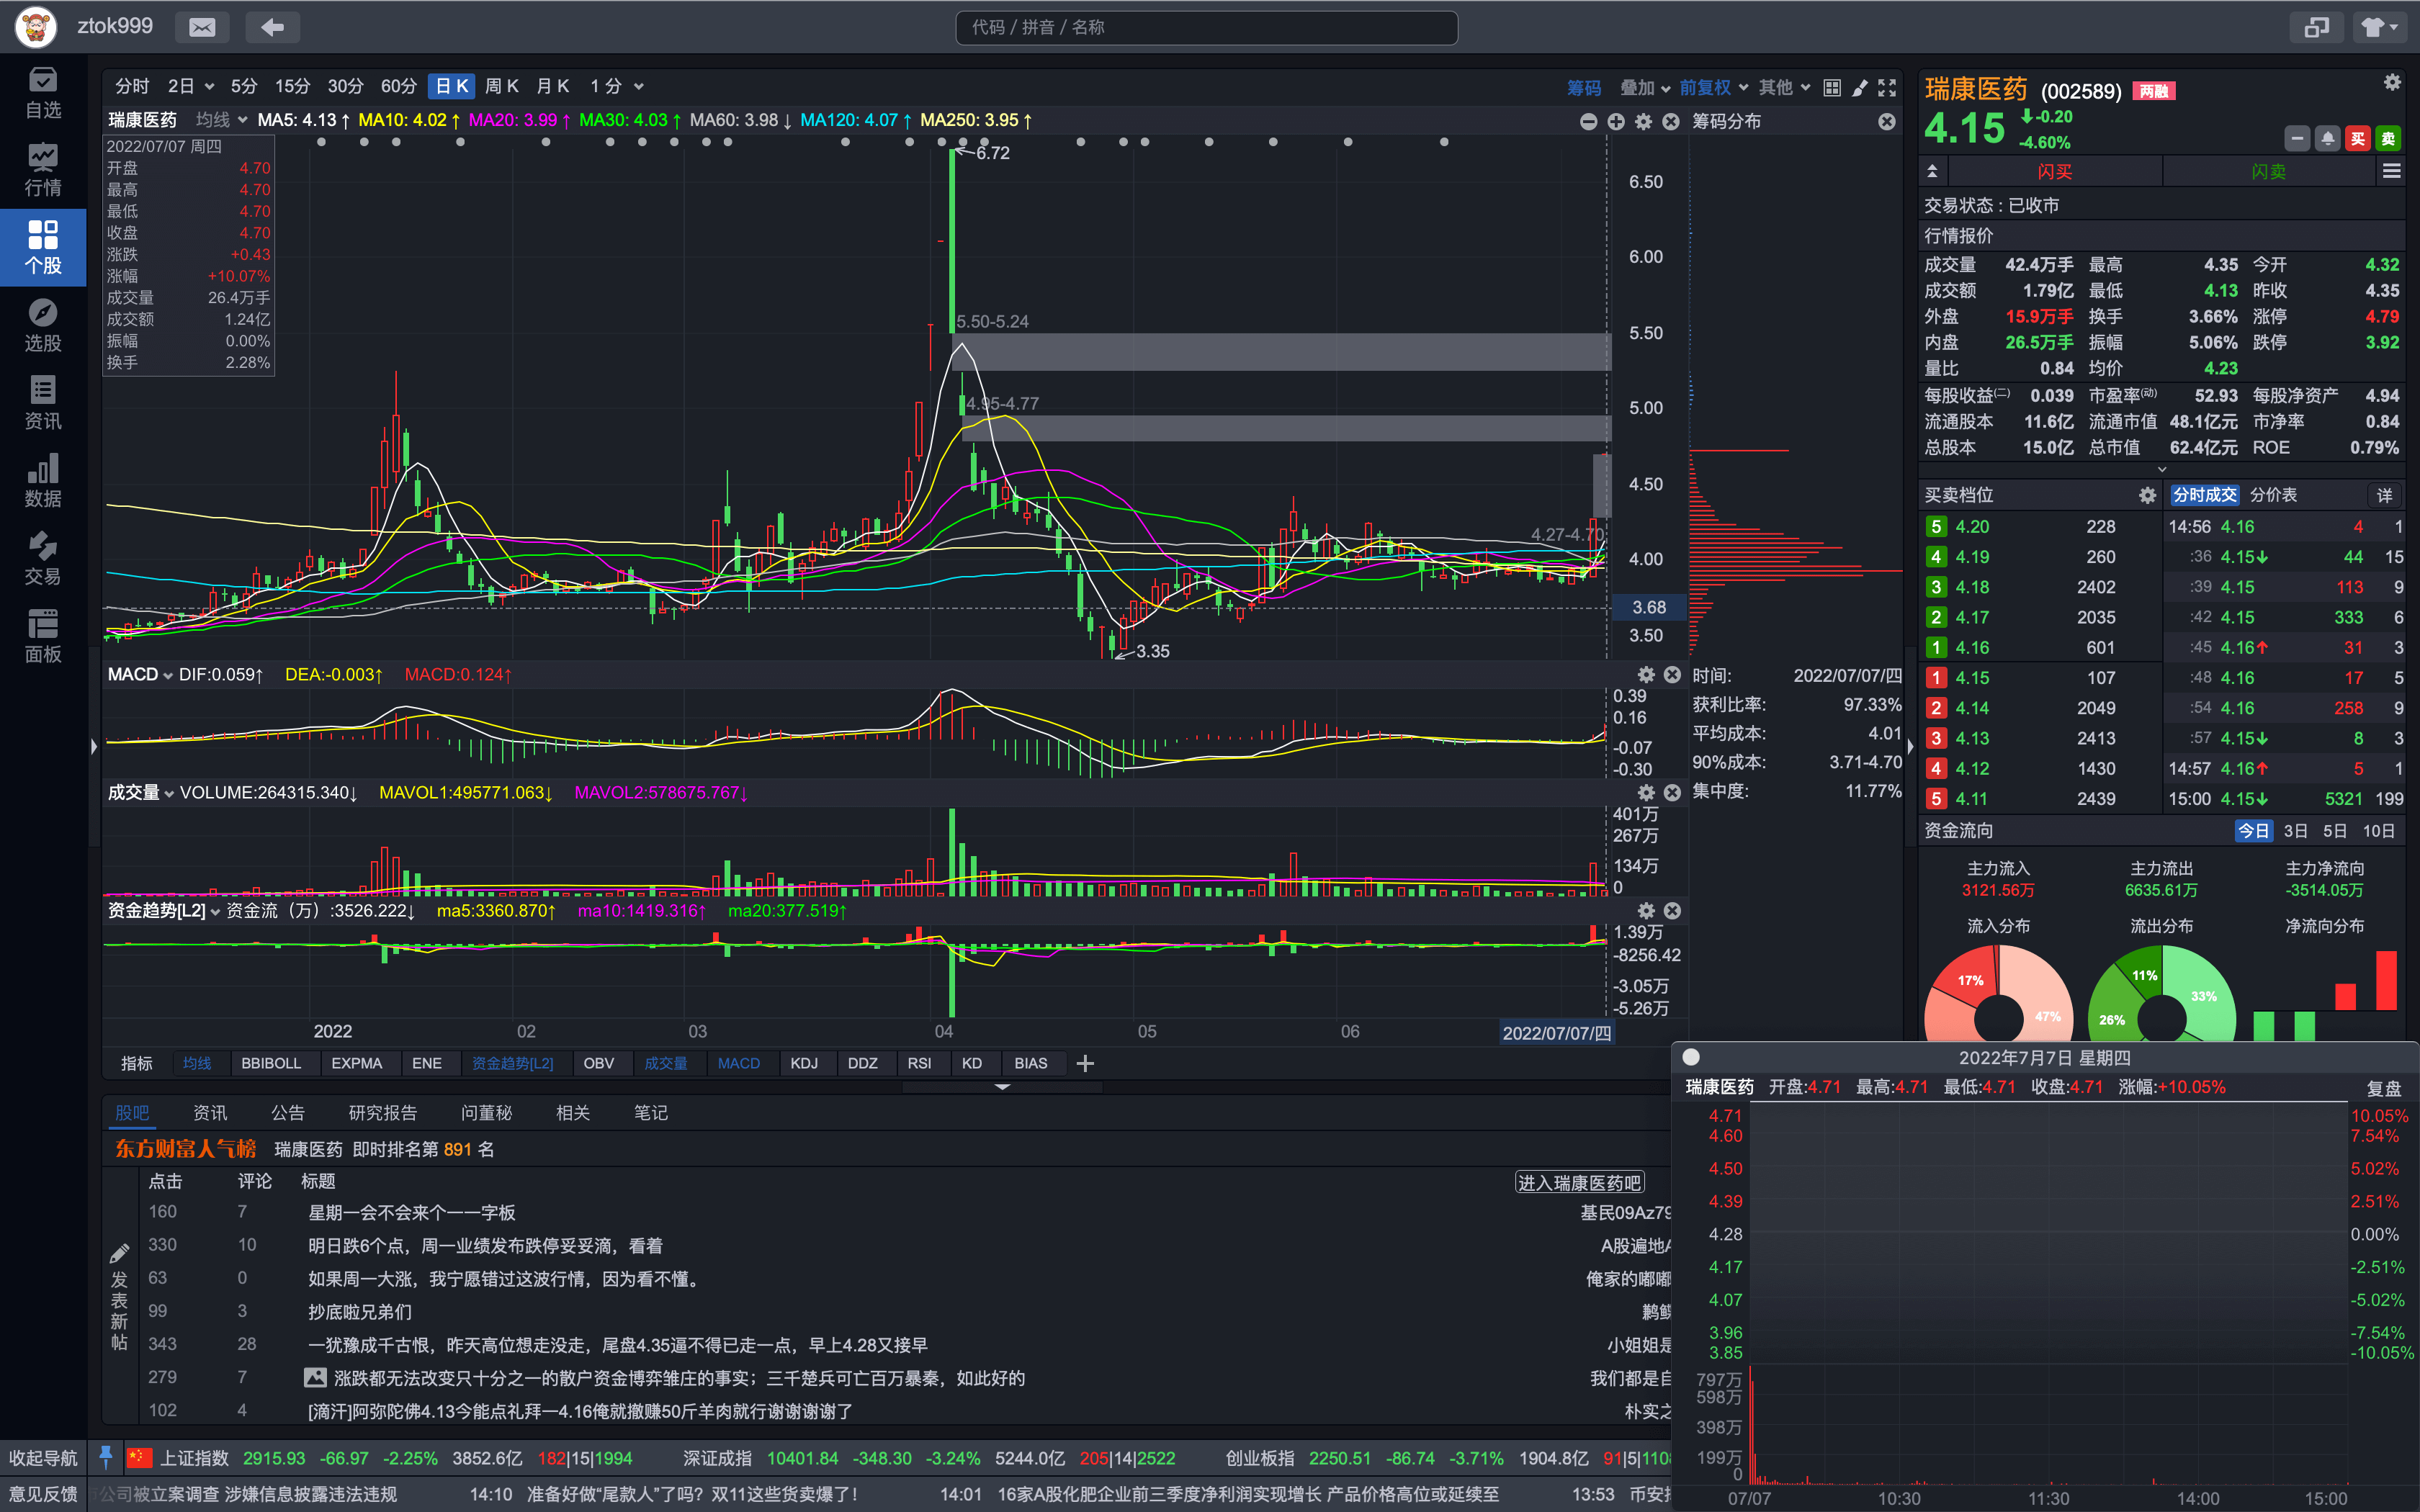 ztok999
代码 / 拼音 / 名称
自选
行情
个股
选股
资讯
数据
交易
面板
分时 2日 5分 15分 30分 60分 日K 周K 月K 1分
筹码 叠加 前复权 其他
瑞康医药 均线 MA5: 4.13↑ MA10: 4.02↑ MA20: 3.99↑ MA30: 4.03↑ MA60: 3.98↓ MA120: 4.07↑ MA250: 3.95↑
筹码分布
2022/07/07 周四
开盘 4.70
最高 4.70
最低 4.70
收盘 4.70
涨跌 +0.43
涨幅 +10.07%
成交量 26.4万手
成交额 1.24亿
振幅 0.00%
换手 2.28%
6.72
5.50-5.24
4.95-4.77
4.27-4.70
3.35
6.50
6.00
5.50
5.00
4.50
4.00
3.68
3.50
MACD DIF:0.059↑ DEA:-0.003↑ MACD:0.124↑
0.39
0.16
-0.07
-0.30
时间: 2022/07/07/四
获利比率: 97.33%
平均成本: 4.01
90%成本: 3.71-4.70
集中度: 11.77%
成交量 VOLUME:264315.340↓ MAVOL1:495771.063↓ MAVOL2:578675.767↓
401万
267万
134万
0
资金趋势[L2] 资金流（万）:3526.222↓ ma5:3360.870↑ ma10:1419.316↑ ma20:377.519↑
1.39万
-8256.42
-3.05万
-5.26万
2022 02 03 04 05 06 2022/07/07/四
指标 均线 BBIBOLL EXPMA ENE 资金趋势[L2] OBV 成交量 MACD KDJ DDZ RSI KD BIAS
股吧 资讯 公告 研究报告 问董秘 相关 笔记
东方财富人气榜 瑞康医药 即时排名第 891 名
点击 评论 标题 进入瑞康医药吧
160 7 星期一会不会来个一一字板 基民09Az79
330 10 明日跌6个点，周一业绩发布跌停妥妥滴，看着 A股遍地
63 0 如果周一大涨，我宁愿错过这波行情，因为看不懂。 俺家的嘟嘟
99 3 抄底啦兄弟们
343 28 一犹豫成千古恨，昨天高位想走没走，尾盘4.35逼不得已走一点，早上4.28又接早 小姐姐是
279 7 涨跌都无法改变只十分之一的散户资金博弈雏庄的事实；三千楚兵可亡百万暴秦，如此好的 我们都是自
102 4 [滴汗]阿弥陀佛4.13今能点礼拜一4.16俺就撤赚50斤羊肉就行谢谢谢谢了 朴实之
发表新帖
瑞康医药 (002589) 两融
4.15 -0.20
-4.60%
买 卖
闪买 闪卖
交易状态：已收市
行情报价
成交量 42.4万手 最高 4.35 今开 4.32
成交额 1.79亿 最低 4.13 昨收 4.35
外盘 15.9万手 换手 3.66% 涨停 4.79
内盘 26.5万手 振幅 5.06% 跌停 3.92
量比 0.84 均价 4.23
每股收益(二) 0.039 市盈率(动) 52.93 每股净资产 4.94
流通股本 11.6亿 流通市值 48.1亿元 市净率 0.84
总股本 15.0亿 总市值 62.4亿元 ROE 0.79%
买卖档位 分时成交 分价表 详
5 4.20 228 14:56 4.16 4 1
4 4.19 260 :36 4.15↓ 44 15
3 4.18 2402 :39 4.15 113 9
2 4.17 2035 :42 4.15 333 6
1 4.16 601 :45 4.16↑ 31 3
1 4.15 107 :48 4.16 17 5
2 4.14 2049 :54 4.16 258 9
3 4.13 2413 :57 4.15↓ 8 3
4 4.12 1430 14:57 4.16↑ 5 1
5 4.11 2439 15:00 4.15↓ 5321 199
资金流向 今日 3日 5日 10日
主力流入 主力流出 主力净流向
3121.56万 6635.61万 -3514.05万
流入分布 流出分布 净流向分布
17% 47% 11% 33% 26%
2022年7月7日 星期四
瑞康医药 开盘:4.71 最高:4.71 最低:4.71 收盘:4.71 涨幅:+10.05% 复盘
4.71 10.05%
4.60 7.54%
4.50 5.02%
4.39 2.51%
4.28 0.00%
4.17 -2.51%
4.07 -5.02%
3.96 -7.54%
3.85 -10.05%
797万
598万
398万
199万
0
07/07 10:30 11:30 14:00 15:00
收起导航 上证指数 2915.93 -66.97 -2.25% 3852.6亿 182|15|1994 深证成指 10401.84 -348.30 -3.24% 5244.0亿 205|14|2522 创业板指 2250.51 -86.74 -3.71% 1904.8亿 91|5|110
意见反馈 公司被立案调查 涉嫌信息披露违法违规 14:10 准备好做“尾款人”了吗？双11这些货卖爆了！ 14:01 16家A股化肥企业前三季度净利润实现增长 产品价格高位或延续至 13:53 币安